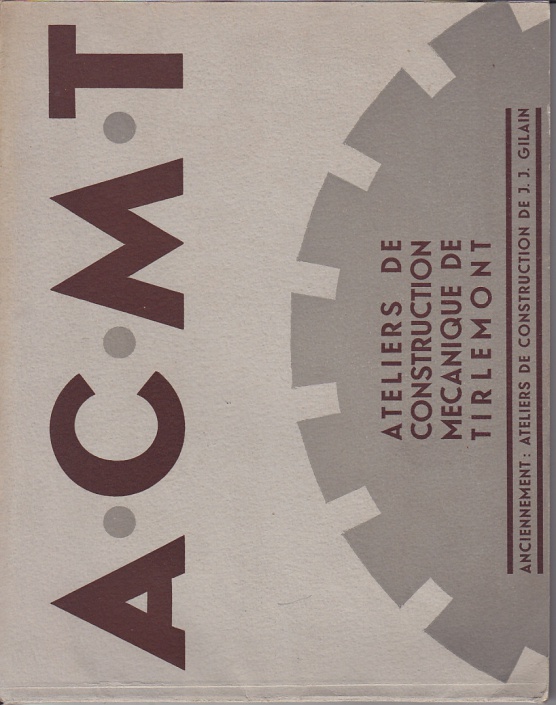 A·C·M·T
ATELIERS DE
CONSTRUCTION
MECANIQUE DE
TIRLEMONT
ANCIENNEMENT: ATELIERS DE CONSTRUCTION DE J. J. GILAIN